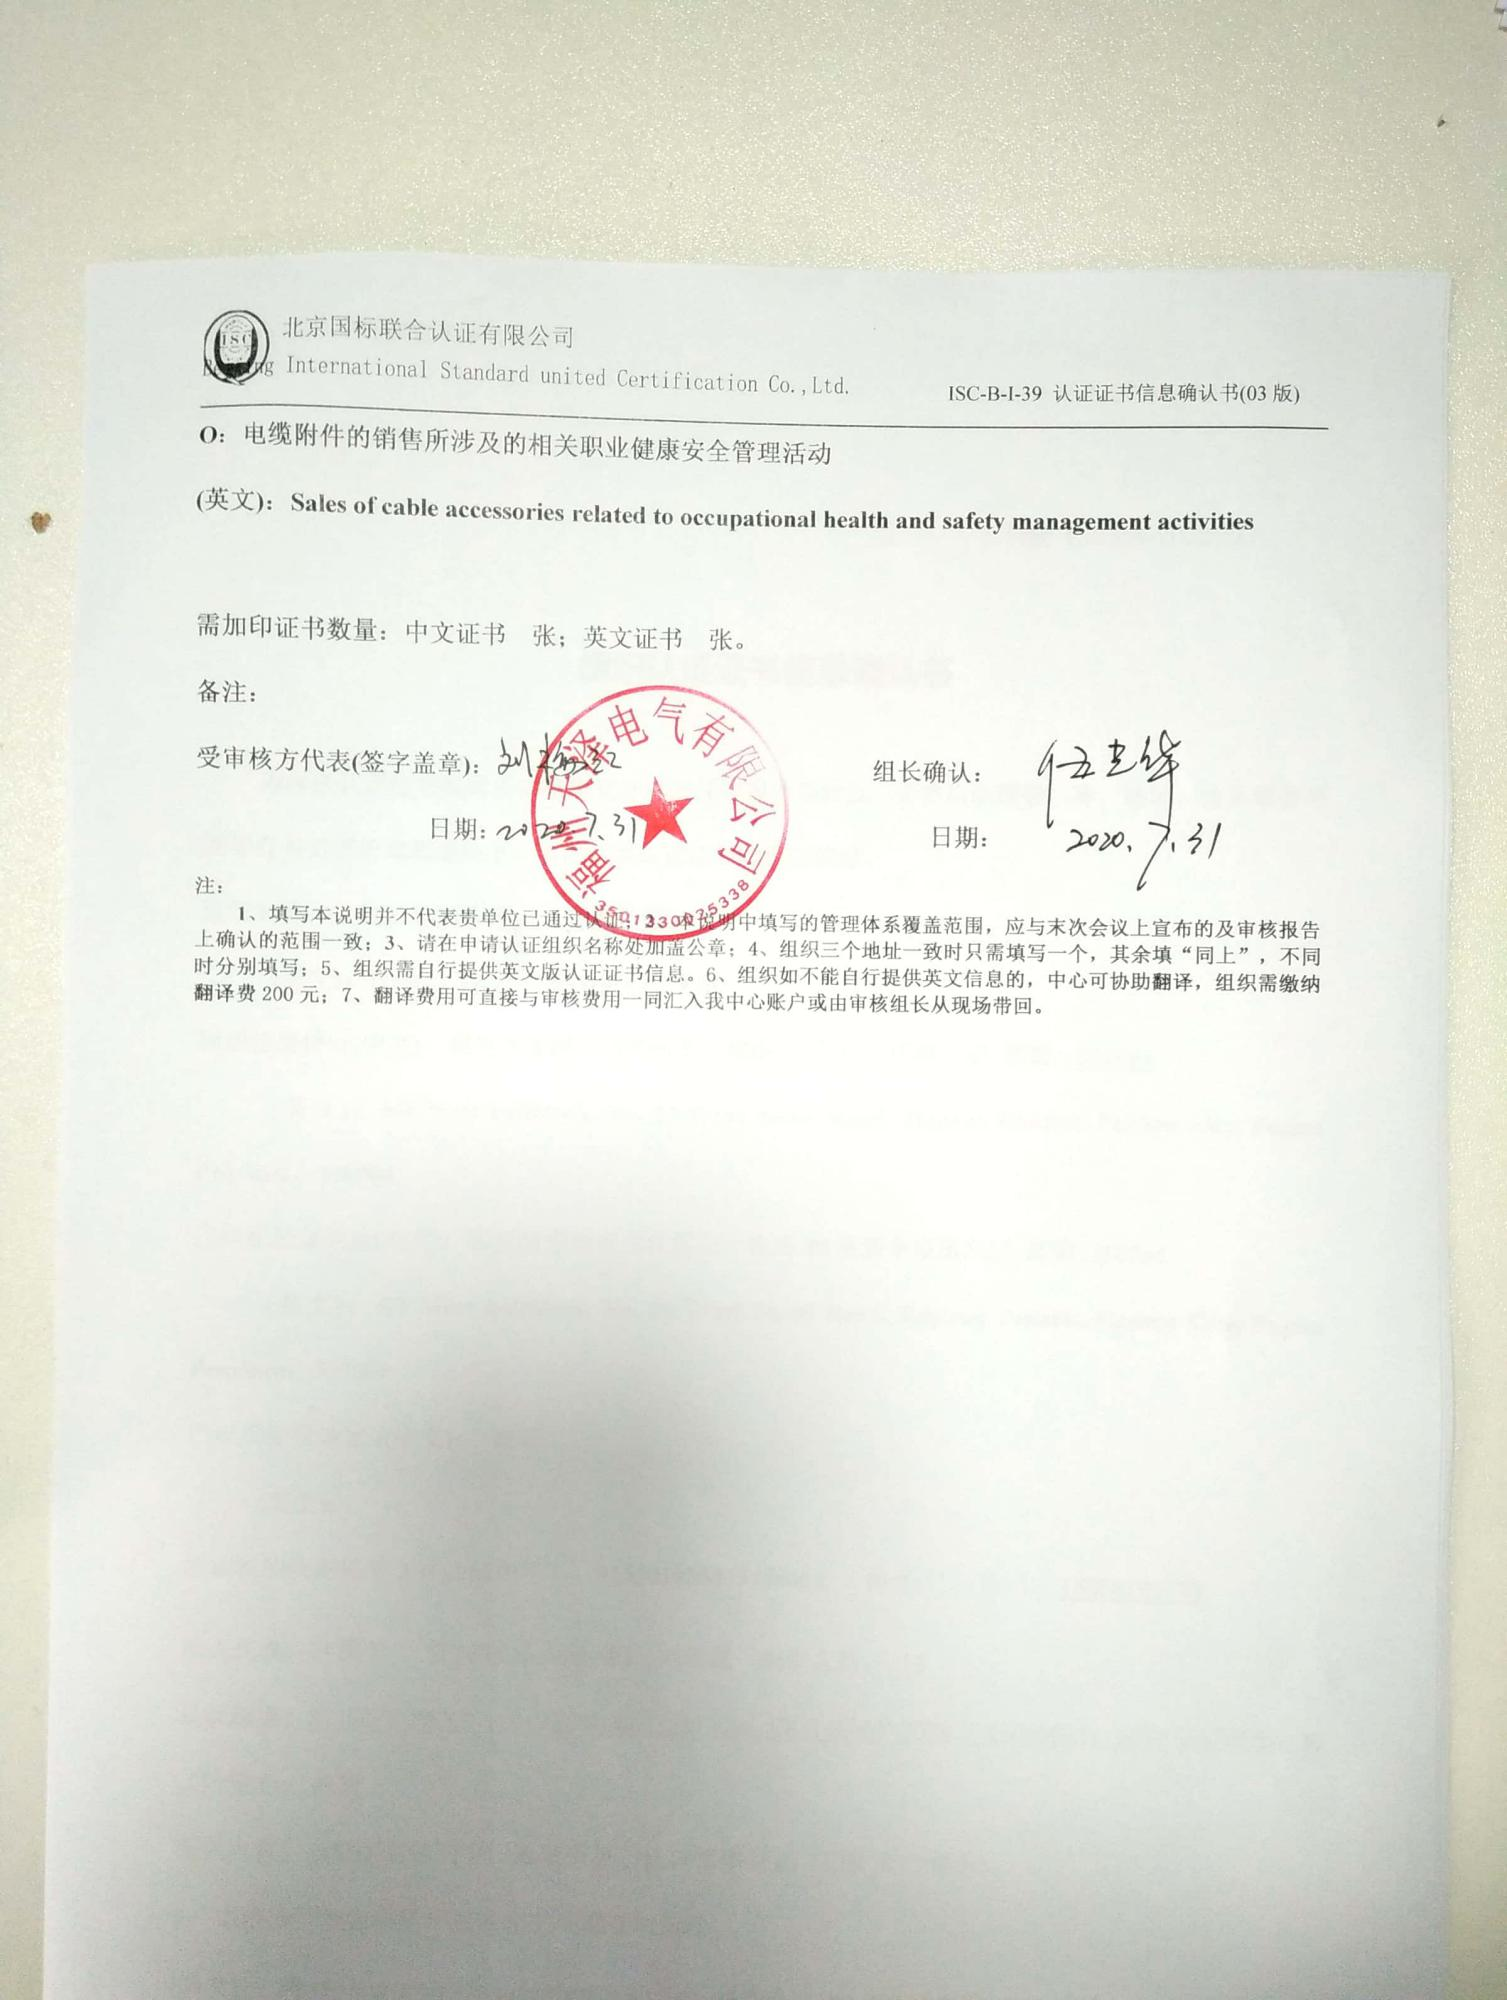 北京国标联合认证有限公司
Beijing International Standard united Certification Co.,Ltd.
ISC
ISC-B-I-39 认证证书信息确认书(03 版)
O：电缆附件的销售所涉及的相关职业健康安全管理活动
(英文)：Sales of cable accessories related to occupational health and safety management activities
需加印证书数量：中文证书 张；英文证书 张。
备注：
受审核方代表(签字盖章)：刘
组长确认：伍志华
日期：2020.7.31
日期：2020.7.31
福州天泽电气有限公司
3501330025338
注：
1、填写本说明并不代表贵单位已通过认证；2、本说明中填写的管理体系覆盖范围，应与末次会议上宣布的及审核报告
上确认的范围一致；3、请在申请认证组织名称处加盖公章；4、组织三个地址一致时只需填写一个，其余填“同上”，不同
时分别填写；5、组织需自行提供英文版认证证书信息。6、组织如不能自行提供英文信息的，中心可协助翻译，组织需缴纳
翻译费 200 元；7、翻译费用可直接与审核费用一同汇入我中心账户或由审核组长从现场带回。